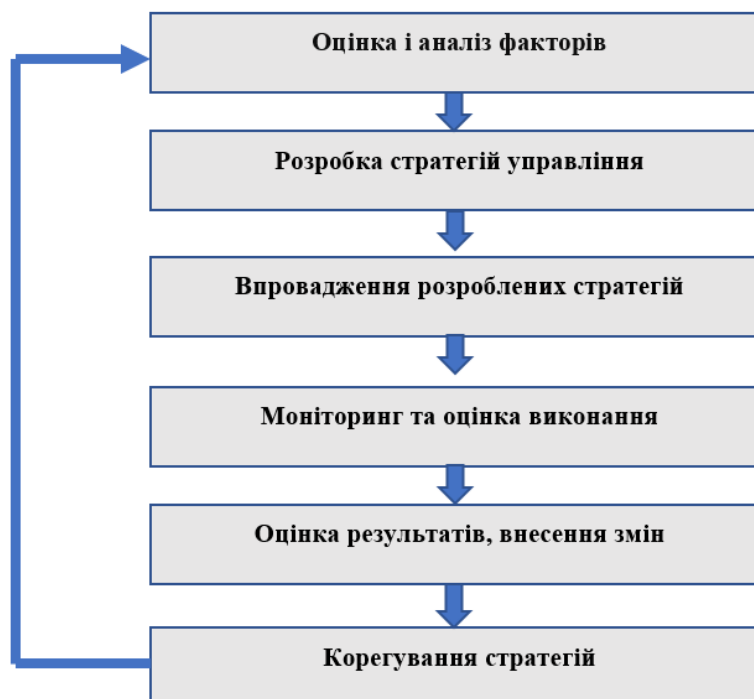 Оцінка і аналіз факторів
Розробка стратегій управління
Впровадження розроблених стратегій
Моніторинг та оцінка виконання
Оцінка результатів, внесення змін
Корегування стратегій